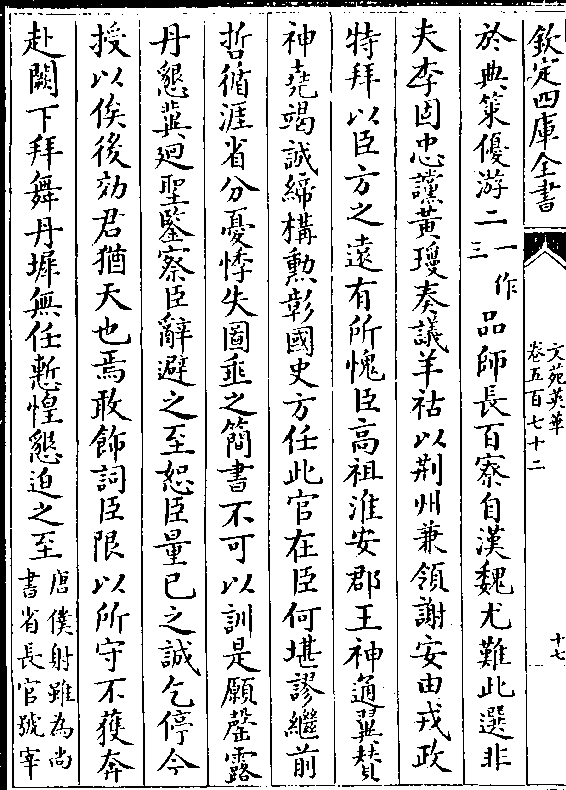 欽定四庫全書
文苑英華
卷五百七十二
十七
於典䇿優游二一作三品師長百寮自漢魏尤難此選非
夫李固忠讜黃瓊奏議羊祜以荆州兼領謝安由戎政
特拜以臣方之遠有所愧臣高祖淮安郡王神通翼賛
神堯竭誠締構勲彰國史方任此官在臣何堪謬繼前
哲循涯省分憂悸失圖亟之簡書不可以訓是願罄露
丹懇冀廻聖鑒察臣辭避之至恕臣量已之誠乞停今
授以俟後効君猶天也焉敢飾詞臣限以所守不獲奔
赴闕下拜舞丹墀無任慙惶懇迫之至唐僕射雖為尚
書省長官號宰